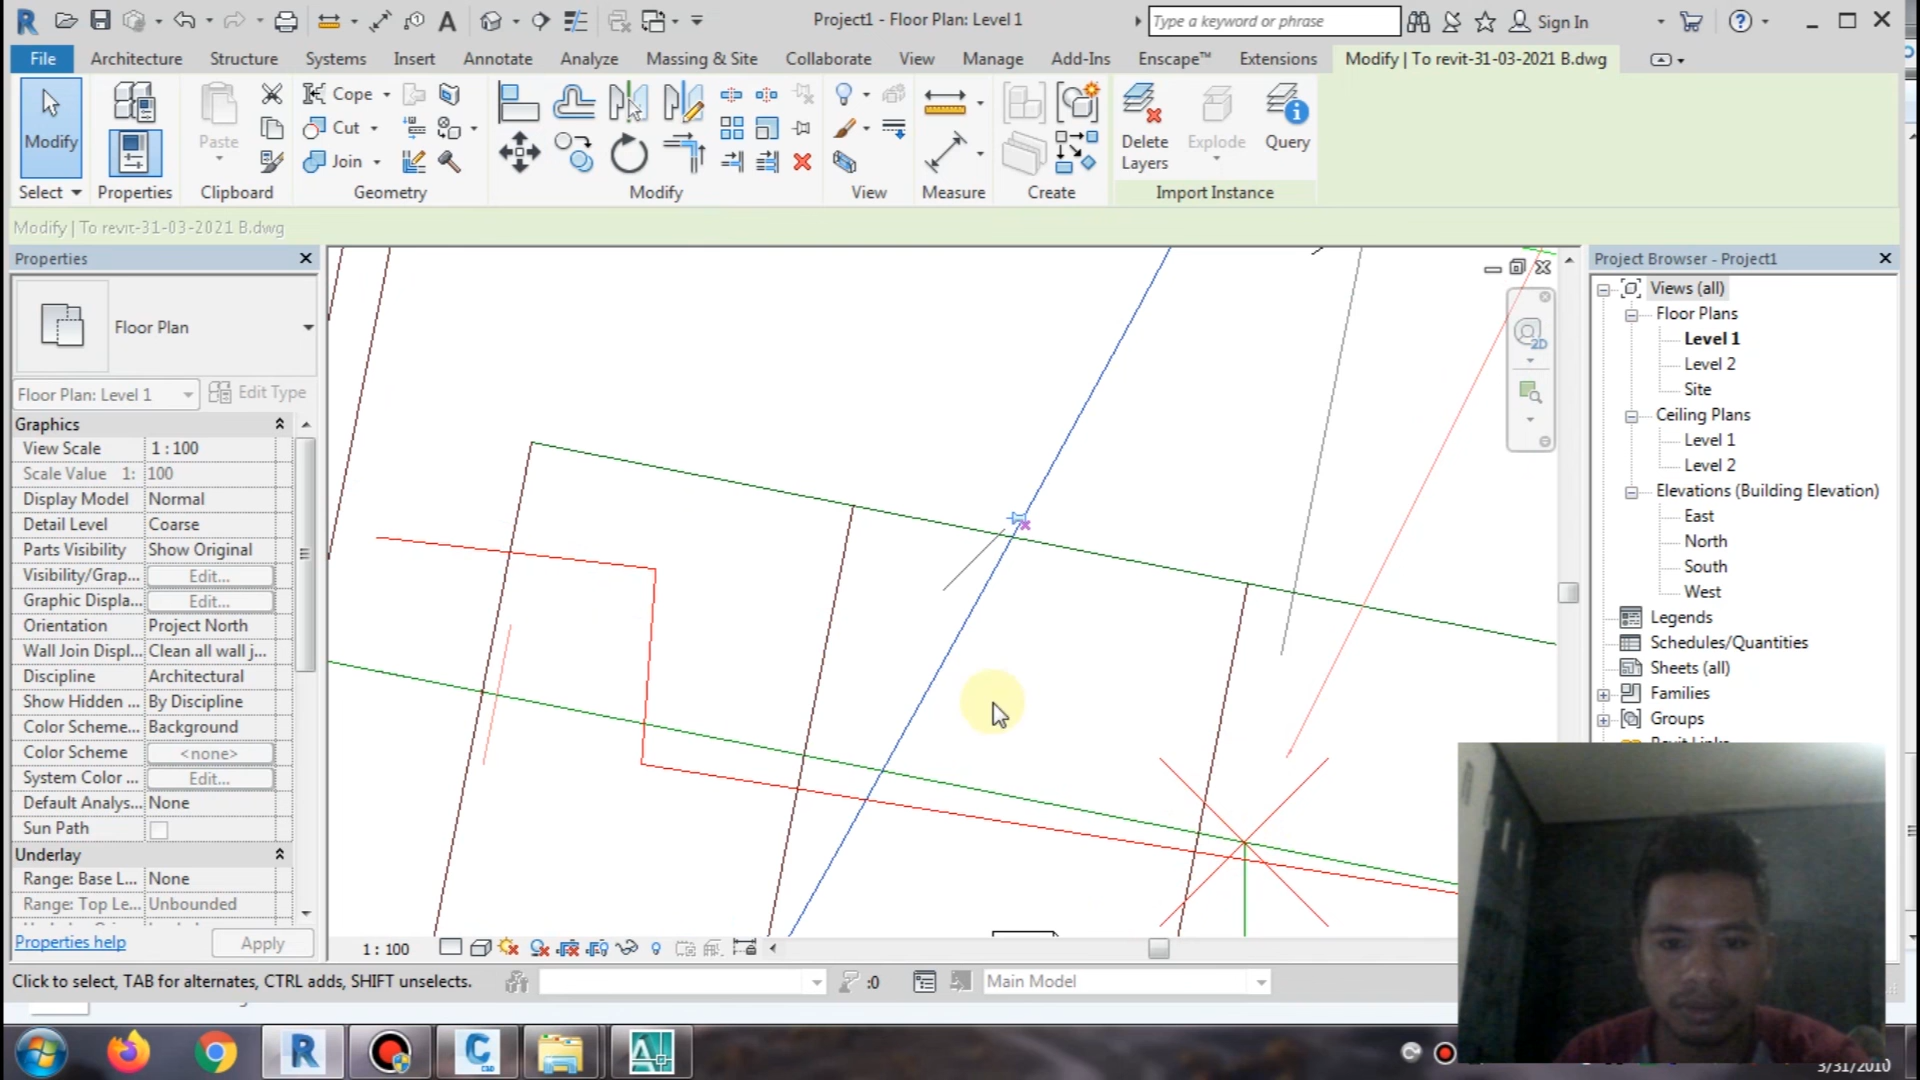 Project1 - Floor Plan: Level 1
Type a keyword or phrase
Sign In
File
Architecture
Structure
Systems
Insert
Annotate
Analyze
Massing & Site
Collaborate
View
Manage
Add-Ins
Enscape™
Extensions
Modify | To revit-31-03-2021 B.dwg
Modify
Paste
Cope
Cut
Join
Delete
Layers
Explode
Query
Select
Properties
Clipboard
Geometry
Modify
View
Measure
Create
Import Instance
Modify | To revit-31-03-2021 B.dwg
Properties
Floor Plan
Floor Plan: Level 1
Edit Type
Graphics
View Scale 1 : 100
Scale Value 1: 100
Display Model Normal
Detail Level Coarse
Parts Visibility Show Original
Visibility/Grap... Edit...
Graphic Displa... Edit...
Orientation Project North
Wall Join Displ... Clean all wall j...
Discipline Architectural
Show Hidden ... By Discipline
Color Scheme... Background
Color Scheme <none>
System Color ... Edit...
Default Analys... None
Sun Path
Underlay
Range: Base L... None
Range: Top Le... Unbounded
Properties help
Apply
2D
Project Browser - Project1
Views (all)
Floor Plans
Level 1
Level 2
Site
Ceiling Plans
Level 1
Level 2
Elevations (Building Elevation)
East
North
South
West
Legends
Schedules/Quantities
Sheets (all)
Families
Groups
Revit Links
1 : 100
Click to select, TAB for alternates, CTRL adds, SHIFT unselects.
:0
Main Model
3/31/2010